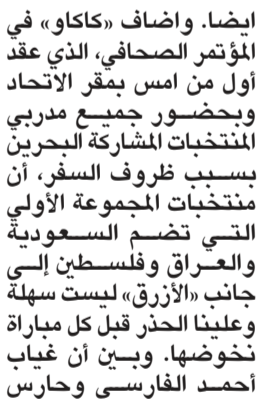 ايضا. واضاف «كاكاو» في
المؤتمر الصحافي، الذي عقد
أول من امس بمقر الاتحاد
وبحضور جميع مدربي
المنتخبات المشاركة البحرين
بسبب ظروف السفر، أن
منتخبات المجموعة الأولي
التي تضم السعودية
والعراق وفلسطين إلى
جانب «الأزرق» ليست سهلة
وعلينا الحذر قبل كل مباراة
نخوضها. وبين أن غياب
أحمد الفارسي وحارس